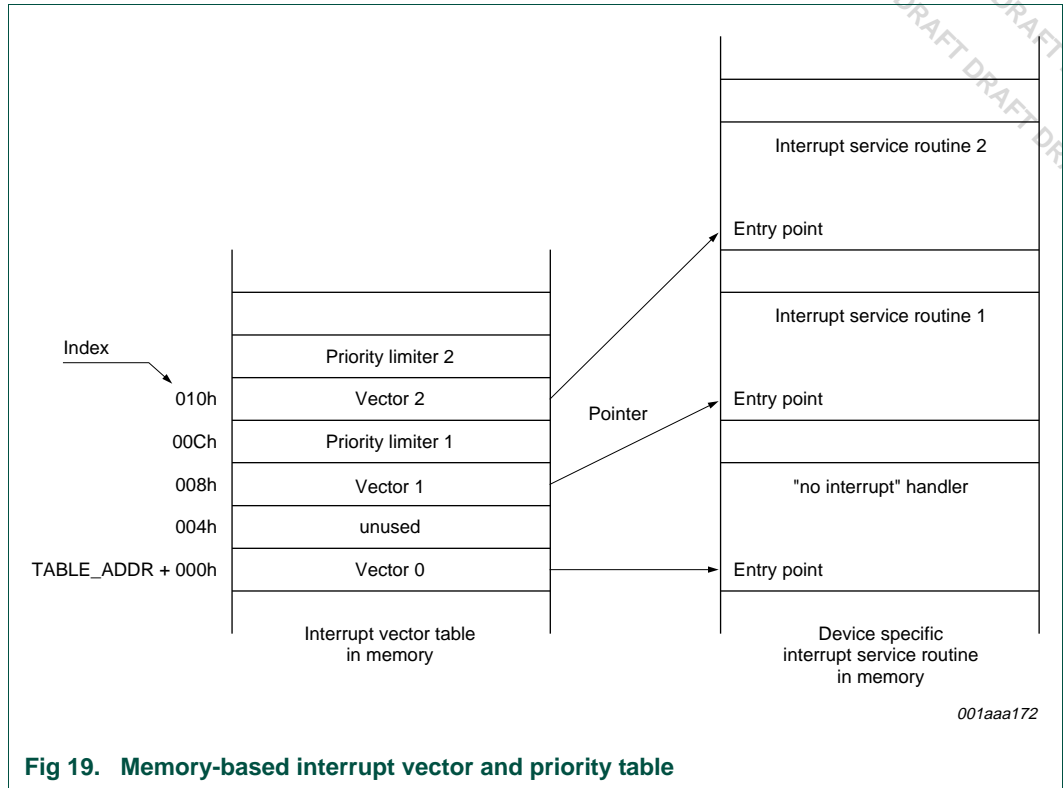 DRAFT DRAFT DRA
DRAFT DRAFT
Interrupt service routine 2
Entry point
Interrupt service routine 1
Index
Priority limiter 2
010h Vector 2 Pointer Entry point
00Ch Priority limiter 1
008h Vector 1 "no interrupt" handler
004h unused
TABLE_ADDR + 000h Vector 0 Entry point
Interrupt vector table
in memory
Device specific
interrupt service routine
in memory
001aaa172
Fig 19. Memory-based interrupt vector and priority table